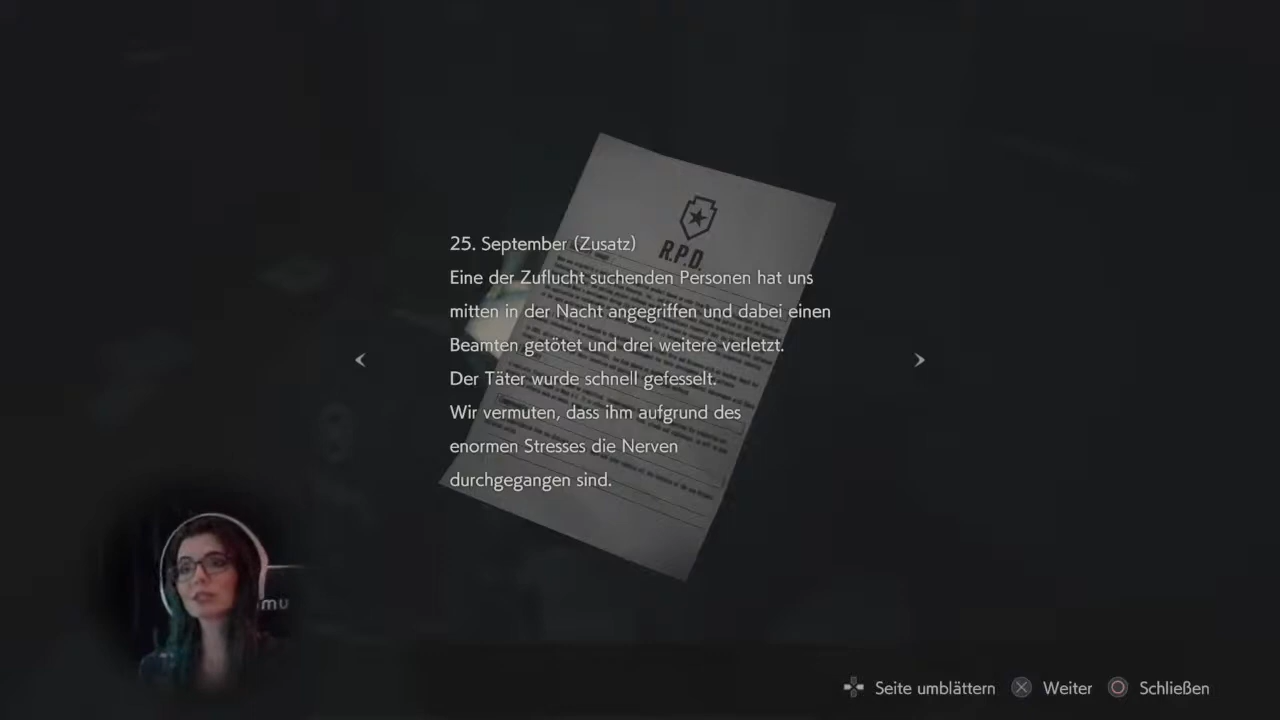 R.P.D.
25. September (Zusatz)
Eine der Zuflucht suchenden Personen hat uns
mitten in der Nacht angegriffen und dabei einen
Beamten getötet und drei weitere verletzt.
Der Täter wurde schnell gefesselt.
Wir vermuten, dass ihm aufgrund des
enormen Stresses die Nerven
durchgegangen sind.
mu
Seite umblättern
Weiter
Schließen